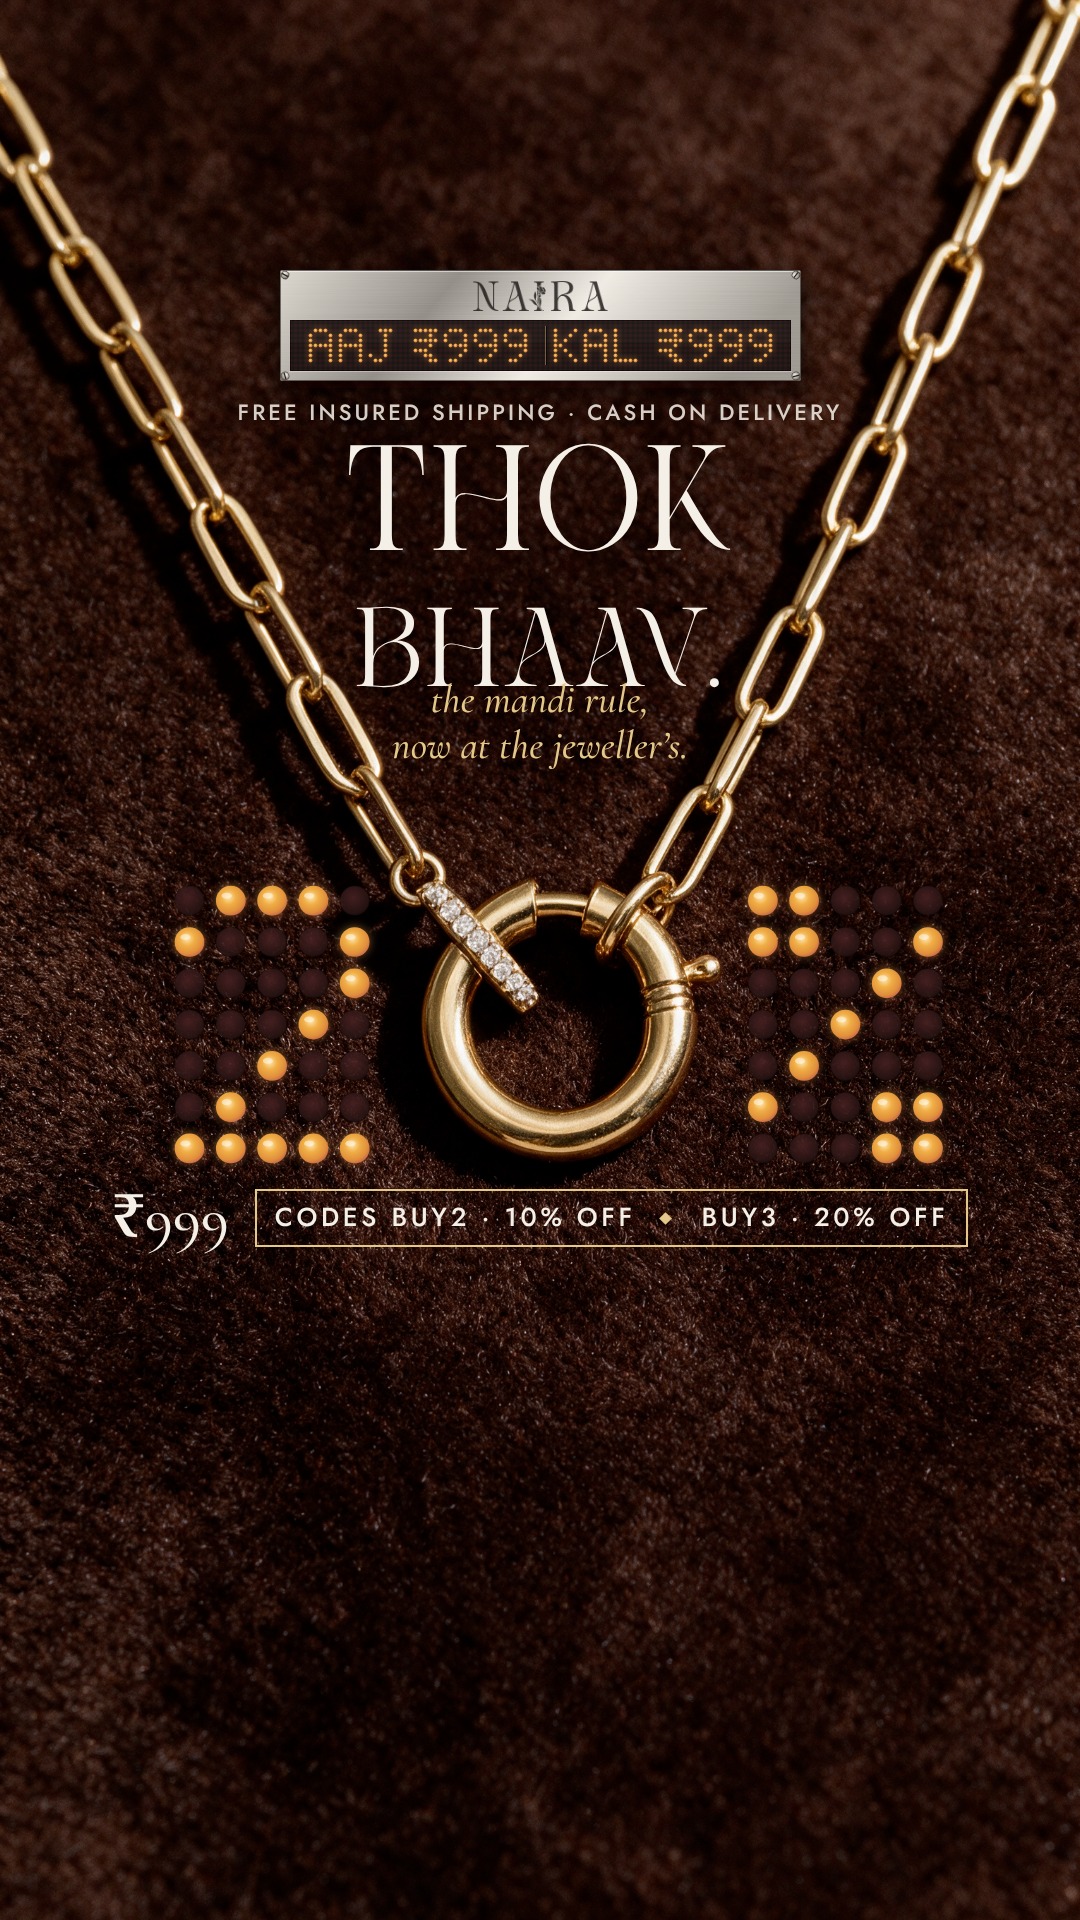 NAIRA
AAJ ₹999 KAL ₹999
FREE INSURED SHIPPING · CASH ON DELIVERY
THOK
BHAAV.
the mandi rule,
now at the jeweller's.
20%
₹999 CODES BUY2 · 10% OFF ◆ BUY3 · 20% OFF